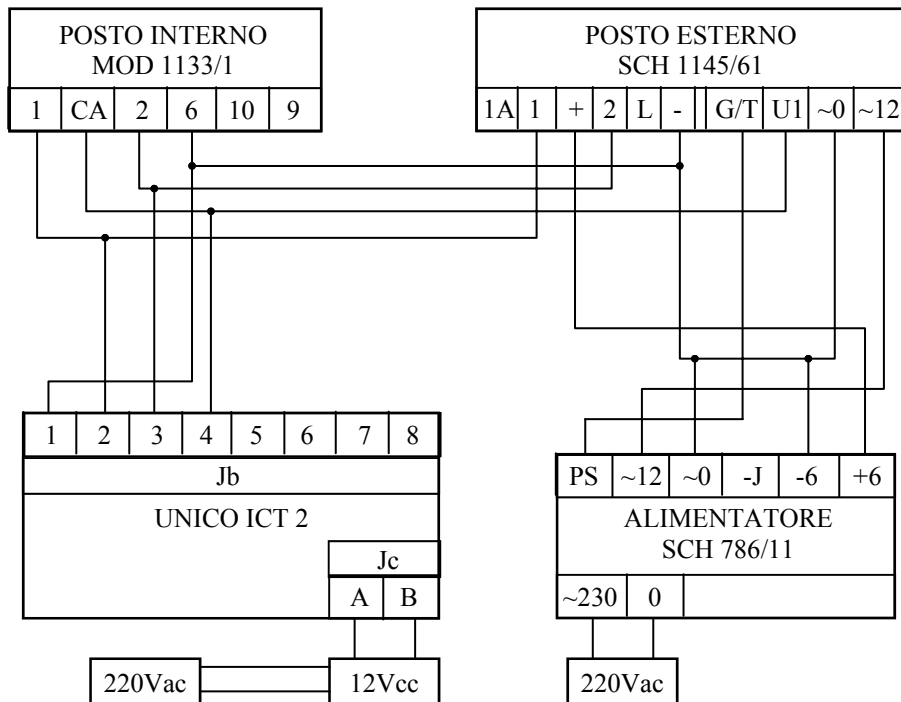 POSTO INTERNO
MOD 1133/1
1 CA 2 6 10 9
POSTO ESTERNO
SCH 1145/61
1A 1 + 2 L - G/T U1 ~0 ~12
1 2 3 4 5 6 7 8
Jb
UNICO ICT 2
Jc
A B
220Vac
12Vcc
PS ~12 ~0 -J -6 +6
ALIMENTATORE
SCH 786/11
~230 0
220Vac